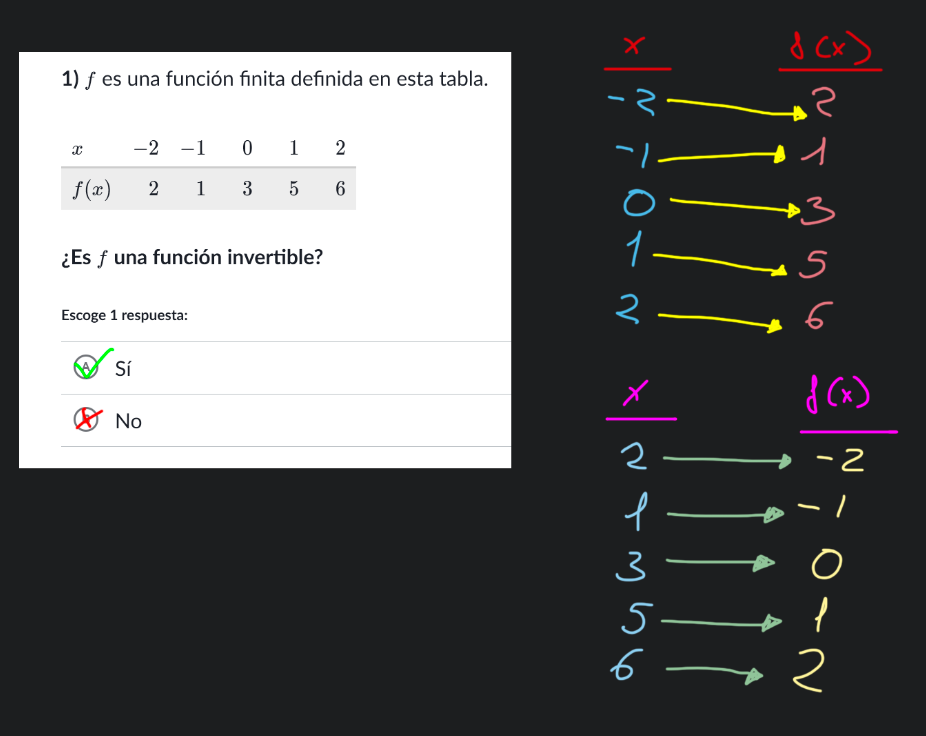 1) f es una función finita definida en esta tabla.
x −2 −1 0 1 2
f(x) 2 1 3 5 6
¿Es f una función invertible?
Escoge 1 respuesta:
A Sí
No
x f(x)
-2 2
-1 1
0 3
1 5
2 6
x f(x)
2 -2
1 -1
3 0
5 1
6 2